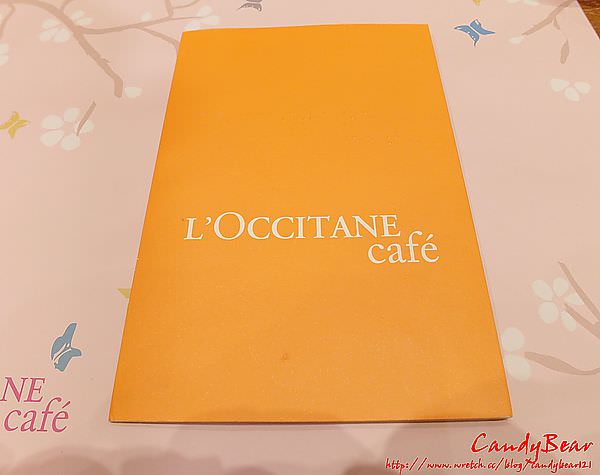 L'OCCITANE
café
NE
café
CandyBear
http://www.wretch.cc/blog/candybear121